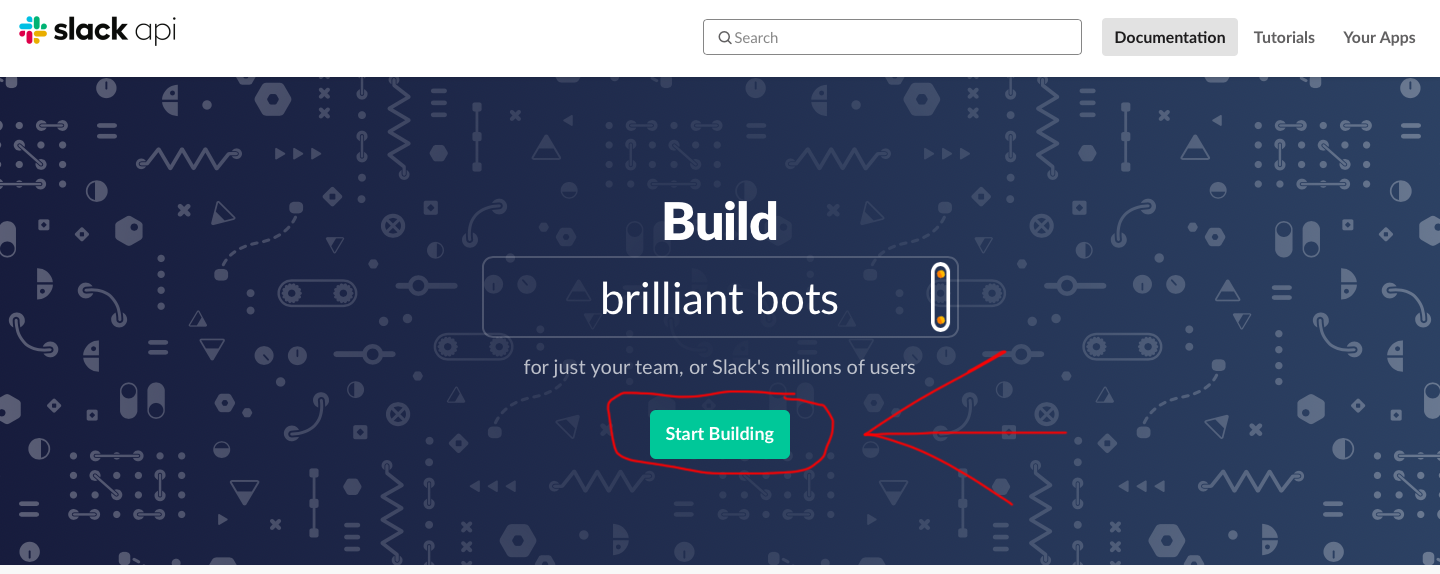 slack api
Search
Documentation
Tutorials
Your Apps
Build
brilliant bots
for just your team, or Slack's millions of users
Start Building